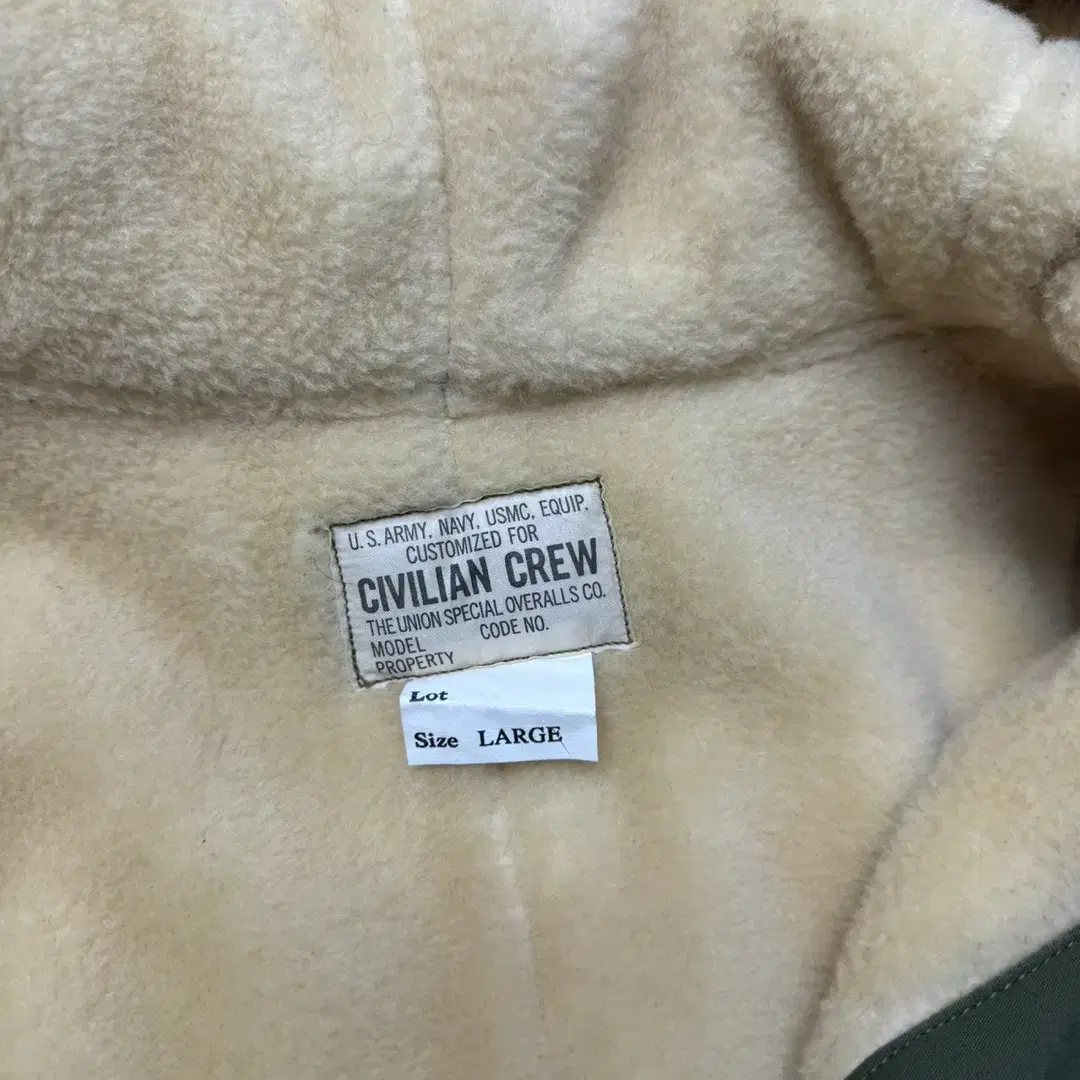 U. S. ARMY, NAVY, USMC, EQUIP.
CUSTOMIZED FOR
CIVILIAN CREW
THE UNION SPECIAL OVERALLS CO.
MODEL CODE NO.
PROPERTY
Lot
Size LARGE